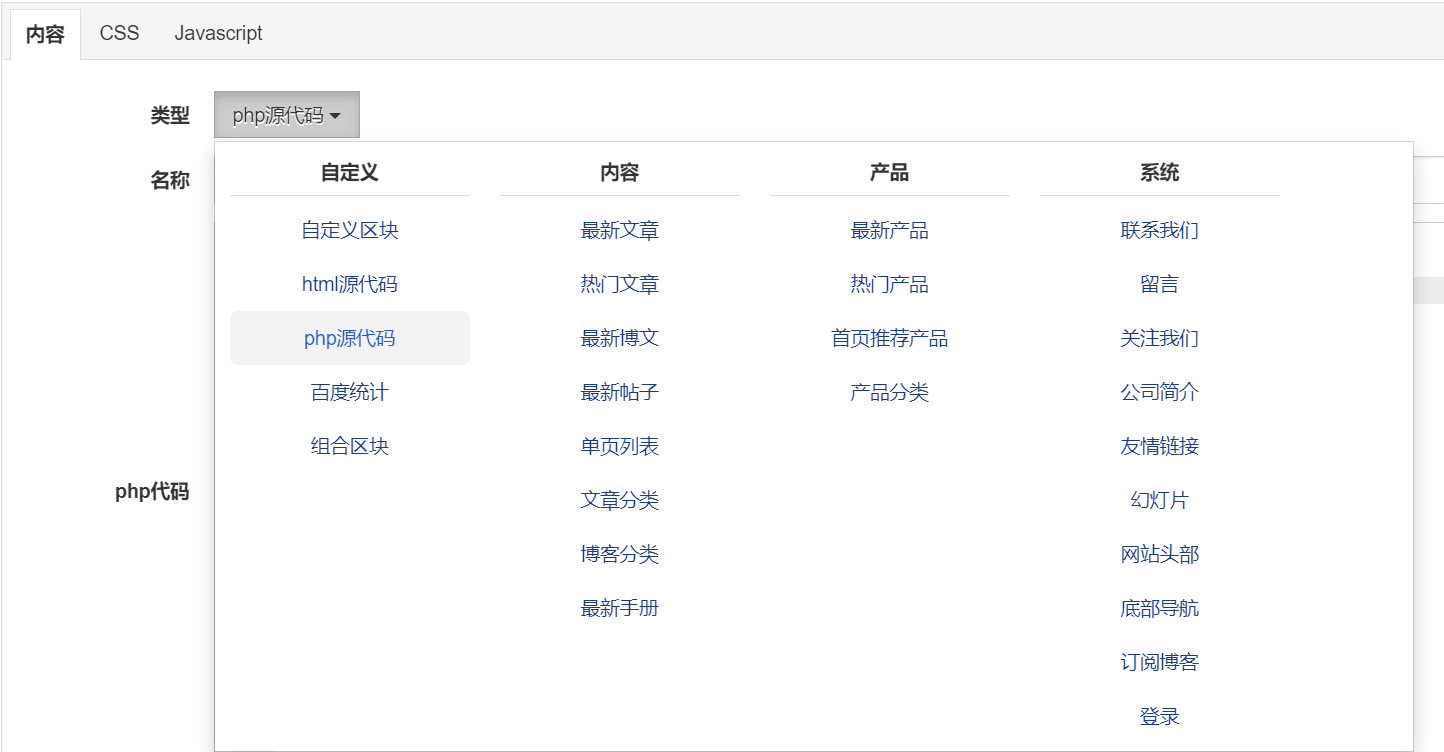 内容 CSS Javascript
类型 php源代码
名称
自定义 内容 产品 系统
自定义区块 最新文章 最新产品 联系我们
html源代码 热门文章 热门产品 留言
php源代码 最新博文 首页推荐产品 关注我们
百度统计 最新帖子 产品分类 公司简介
组合区块 单页列表 友情链接
php代码
文章分类 幻灯片
博客分类 网站头部
最新手册 底部导航
订阅博客
登录